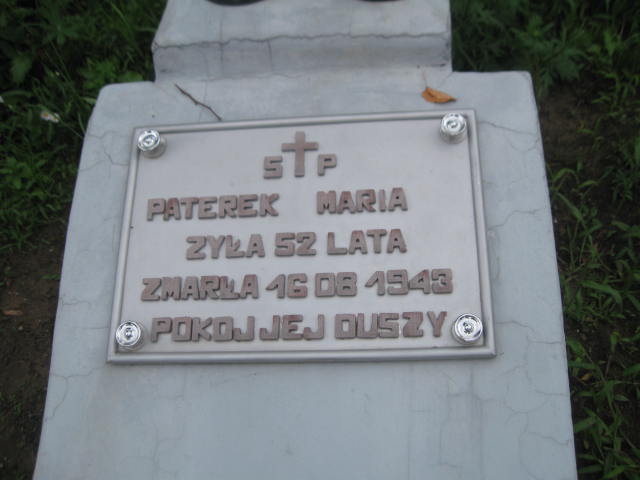 S P
PATEREK MARIA
ZYŁA 52 LATA
ZMARŁA 16 08 1943
POKOJ JEJ DUSZY